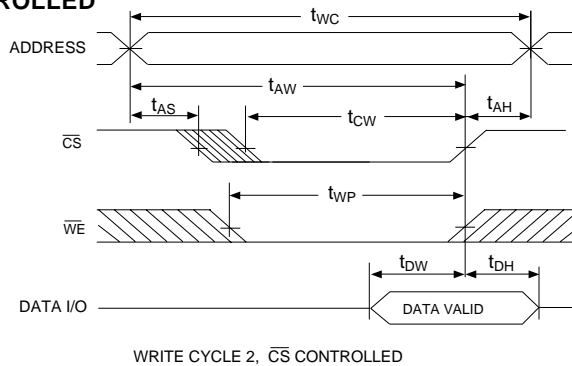 ROLLED
tWC
ADDRESS
tAW
tAS
tCW
tAH
CS
tWP
WE
tDW
tDH
DATA I/O
DATA VALID
WRITE CYCLE 2, CS CONTROLLED